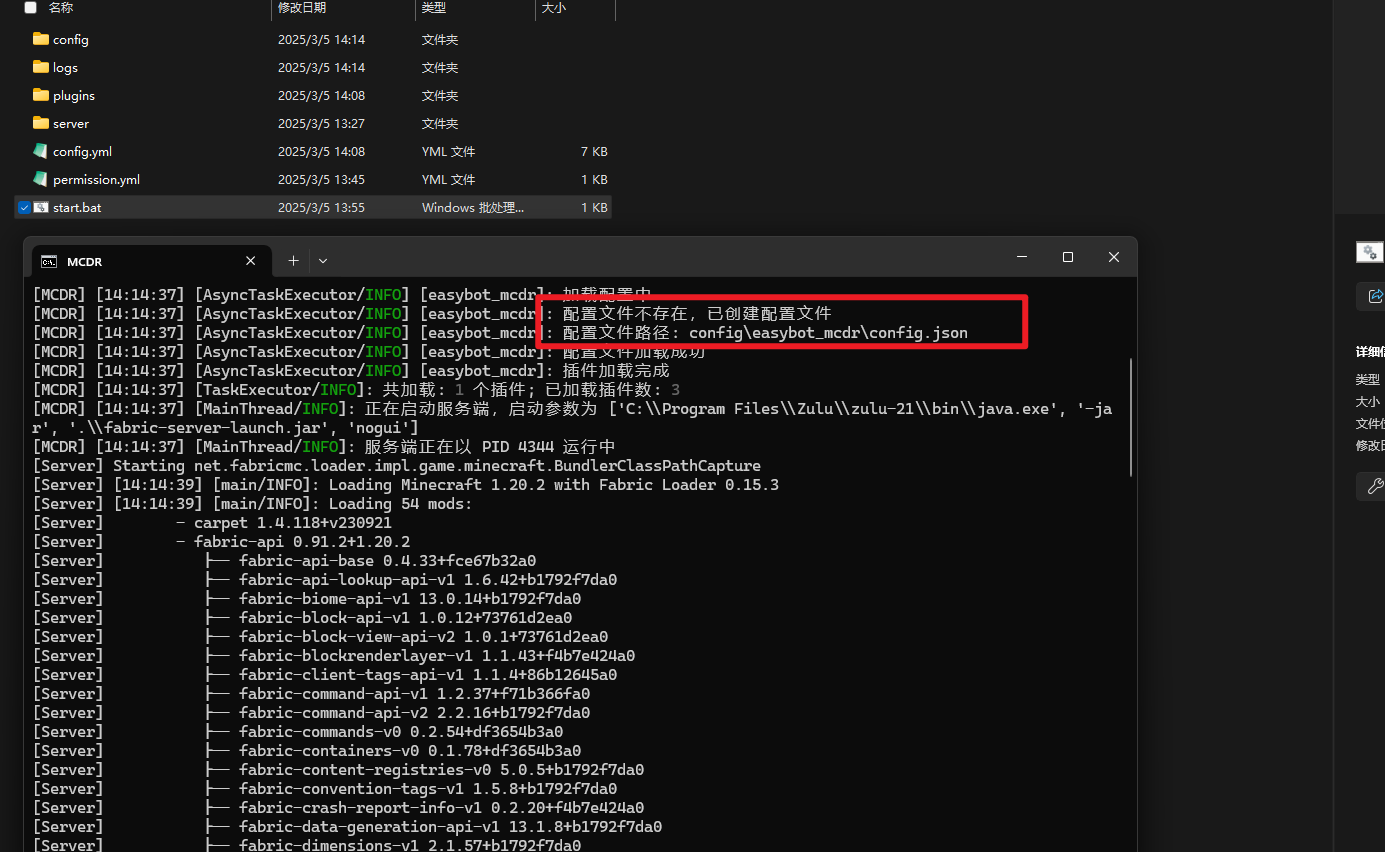 名称 修改日期 类型 大小
config 2025/3/5 14:14 文件夹
logs 2025/3/5 14:14 文件夹
plugins 2025/3/5 14:08 文件夹
server 2025/3/5 13:27 文件夹
config.yml 2025/3/5 14:08 YML 文件 7 KB
permission.yml 2025/3/5 13:45 YML 文件 1 KB
start.bat 2025/3/5 13:55 Windows 批处理... 1 KB
MCDR
[MCDR] [14:14:37] [AsyncTaskExecutor/INFO] [easybot_mcdr]: 加载配置中
[MCDR] [14:14:37] [AsyncTaskExecutor/INFO] [easybot_mcdr]: 配置文件不存在，已创建配置文件
[MCDR] [14:14:37] [AsyncTaskExecutor/INFO] [easybot_mcdr]: 配置文件路径：config\easybot_mcdr\config.json
[MCDR] [14:14:37] [AsyncTaskExecutor/INFO] [easybot_mcdr]: 配置文件加载成功
[MCDR] [14:14:37] [AsyncTaskExecutor/INFO] [easybot_mcdr]: 插件加载完成
[MCDR] [14:14:37] [TaskExecutor/INFO]: 共加载：1 个插件；已加载插件数：3
[MCDR] [14:14:37] [MainThread/INFO]: 正在启动服务端，启动参数为 ['C:\\Program Files\\Zulu\\zulu-21\\bin\\java.exe', '-ja
r', '.\\fabric-server-launch.jar', 'nogui']
[MCDR] [14:14:37] [MainThread/INFO]: 服务端正在以 PID 4344 运行中
[Server] Starting net.fabricmc.loader.impl.game.minecraft.BundlerClassPathCapture
[Server] [14:14:39] [main/INFO]: Loading Minecraft 1.20.2 with Fabric Loader 0.15.3
[Server] [14:14:39] [main/INFO]: Loading 54 mods:
[Server] - carpet 1.4.118+v230921
[Server] - fabric-api 0.91.2+1.20.2
[Server] ├── fabric-api-base 0.4.33+fce67b32a0
[Server] ├── fabric-api-lookup-api-v1 1.6.42+b1792f7da0
[Server] ├── fabric-biome-api-v1 13.0.14+b1792f7da0
[Server] ├── fabric-block-api-v1 1.0.12+73761d2ea0
[Server] ├── fabric-block-view-api-v2 1.0.1+73761d2ea0
[Server] ├── fabric-blockrenderlayer-v1 1.1.43+f4b7e424a0
[Server] ├── fabric-client-tags-api-v1 1.1.4+86b12645a0
[Server] ├── fabric-command-api-v1 1.2.37+f71b366fa0
[Server] ├── fabric-command-api-v2 2.2.16+b1792f7da0
[Server] ├── fabric-commands-v0 0.2.54+df3654b3a0
[Server] ├── fabric-containers-v0 0.1.78+df3654b3a0
[Server] ├── fabric-content-registries-v0 5.0.5+b1792f7da0
[Server] ├── fabric-convention-tags-v1 1.5.8+b1792f7da0
[Server] ├── fabric-crash-report-info-v1 0.2.20+f4b7e424a0
[Server] ├── fabric-data-generation-api-v1 13.1.8+b1792f7da0
[Server] ├── fabric-dimensions-v1 2.1.57+b1792f7da0
详细
类型
大小
文件
修改